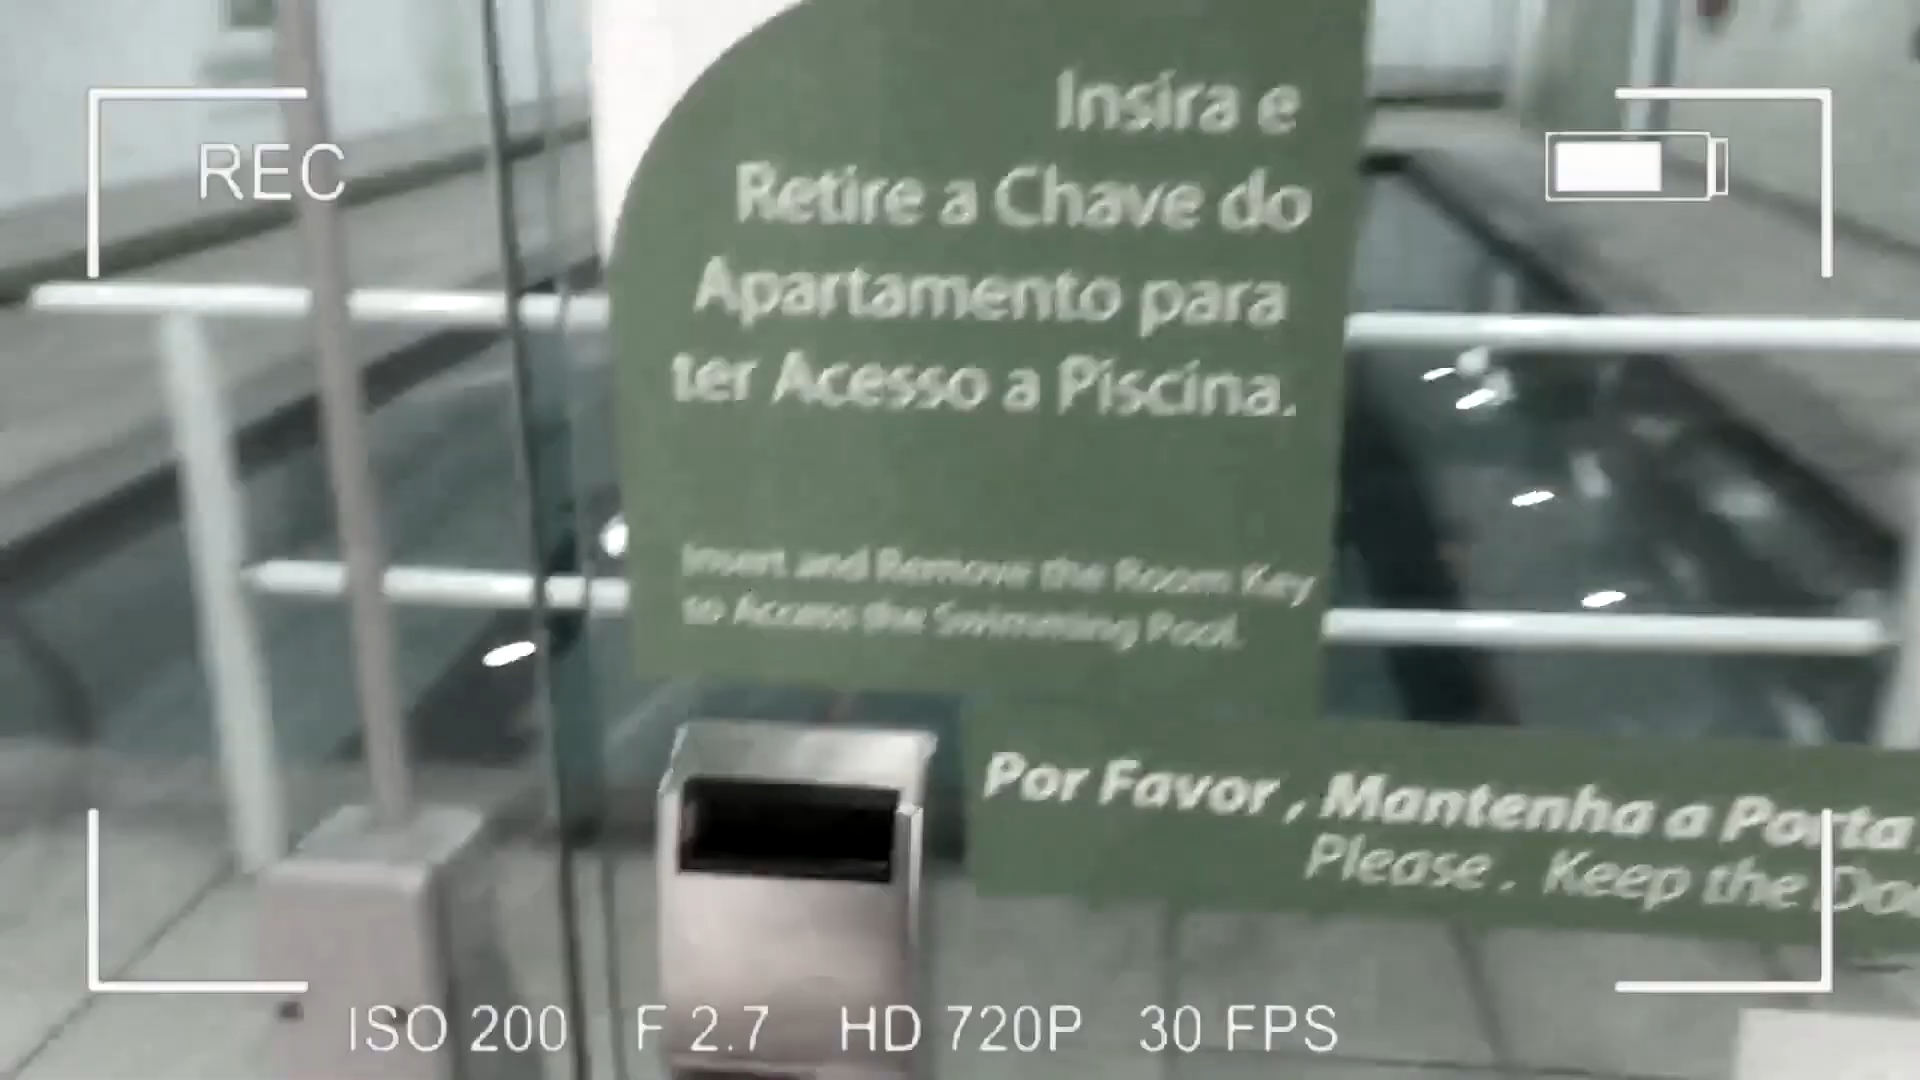 REC
Insira e
Retire a Chave do
Apartamento para
ter Acesso a Piscina.
Insert and Remove the Room Key
to Access the Swimming Pool.
Por Favor , Mantenha a Porta
Please . Keep the
ISO 200 F 2.7 HD 720P 30 FPS